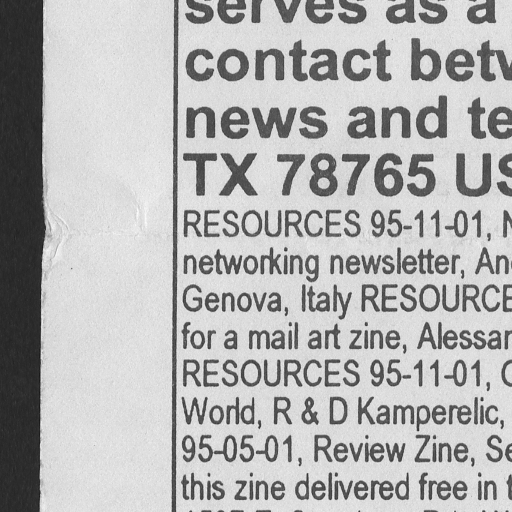 serves as a
contact betw
news and te
TX 78765 US
RESOURCES 95-11-01, N
networking newsletter, An
Genova, Italy RESOURCE
for a mail art zine, Alessan
RESOURCES 95-11-01, C
World, R & D Kamperelic,
95-05-01, Review Zine, Se
this zine delivered free in t